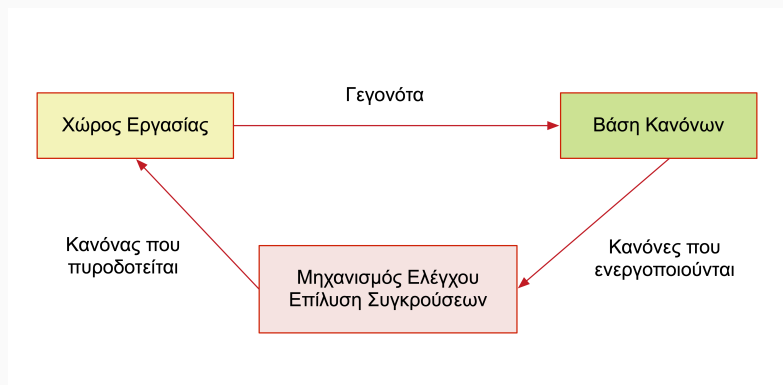 Γεγονότα
Χώρος Εργασίας
Βάση Κανόνων
Κανόνας που
πυροδοτείται
Κανόνες που
ενεργοποιούνται
Μηχανισμός Ελέγχου
Επίλυση Συγκρούσεων